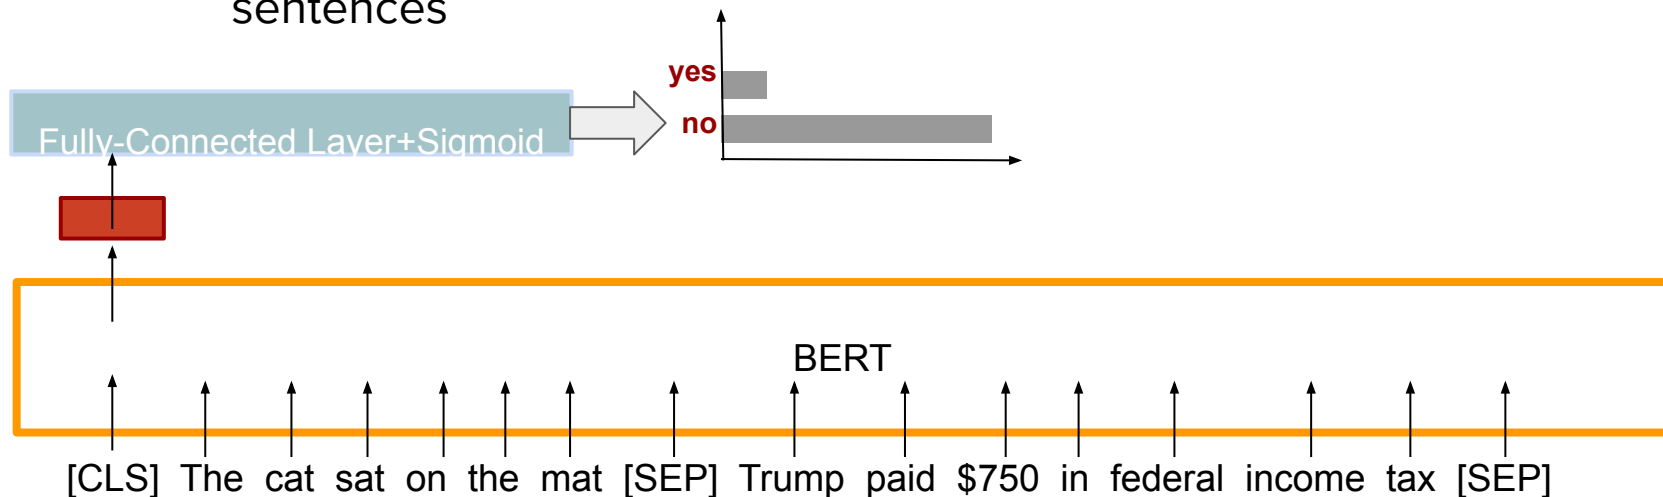 sentences
yes
Fully-Connected Layer+Sigmoid
no
BERT
[CLS] The cat sat on the mat [SEP] Trump paid $750 in federal income tax [SEP]